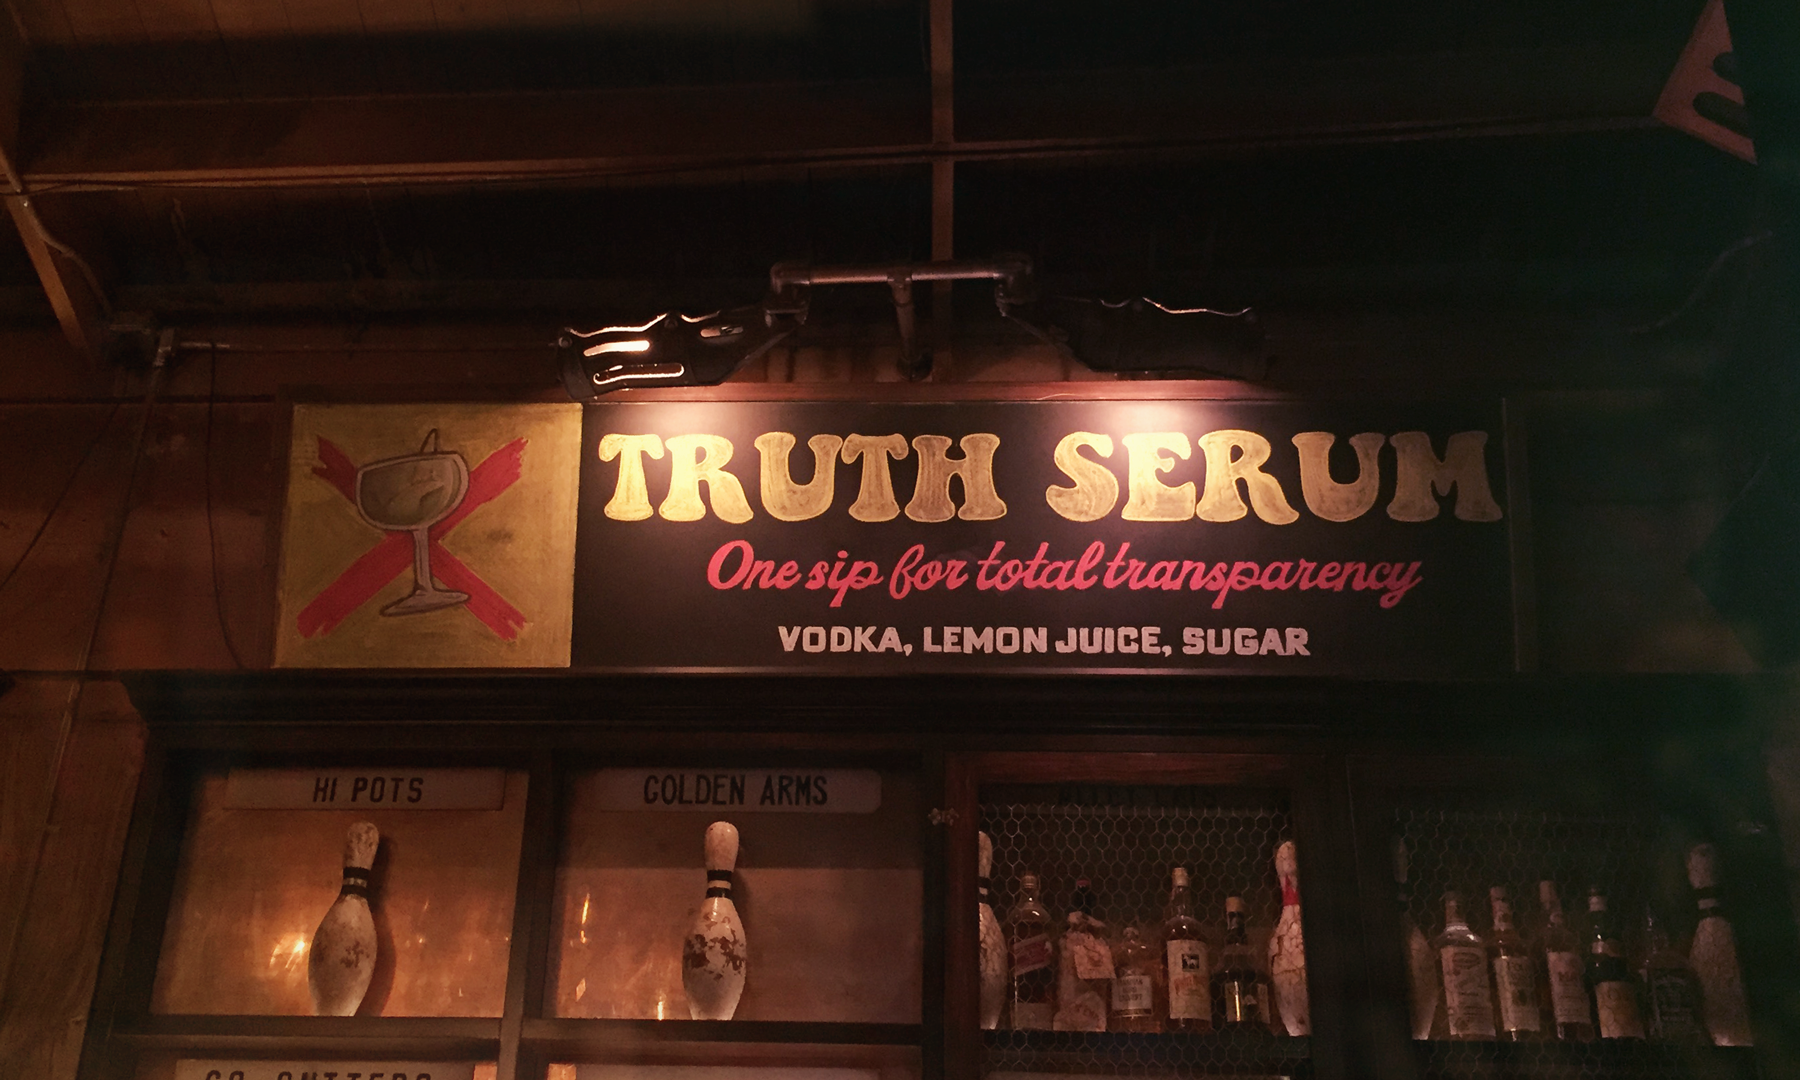 TRUTH SERUM
One sip for total transparency
VODKA, LEMON JUICE, SUGAR
HI POTS
GOLDEN ARMS